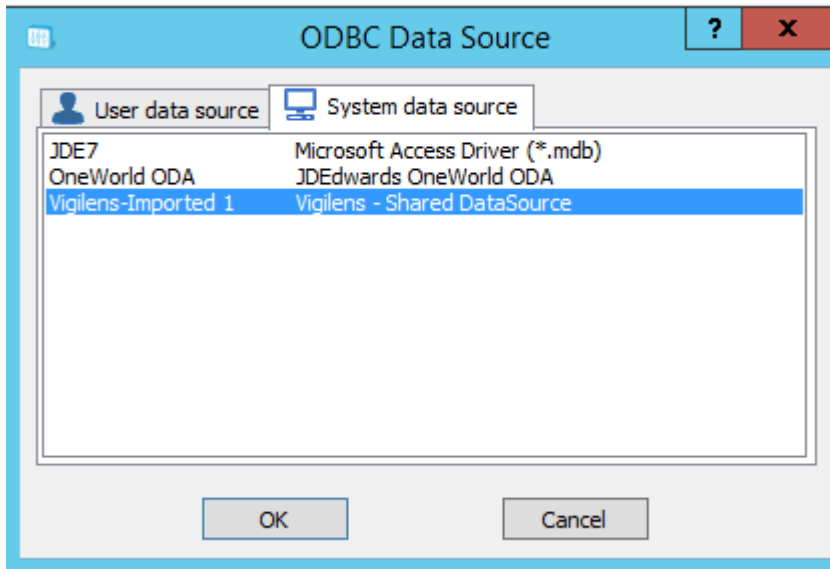 ODBC Data Source
? x
User data source System data source
JDE7 Microsoft Access Driver (*.mdb)
OneWorld ODA JDEdwards OneWorld ODA
Vigilens-Imported 1 Vigilens - Shared DataSource
OK Cancel